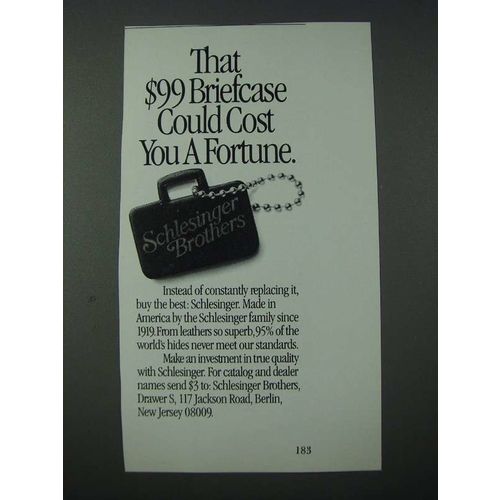 That
$99 Briefcase
Could Cost
You A Fortune.
Schlesinger
Brothers
Instead of constantly replacing it,
buy the best: Schlesinger. Made in
America by the Schlesinger family since
1919. From leathers so superb, 95% of the
world's hides never meet our standards.
Make an investment in true quality
with Schlesinger. For catalog and dealer
names send $3 to: Schlesinger Brothers,
Drawer S, 117 Jackson Road, Berlin,
New Jersey 08009.
183